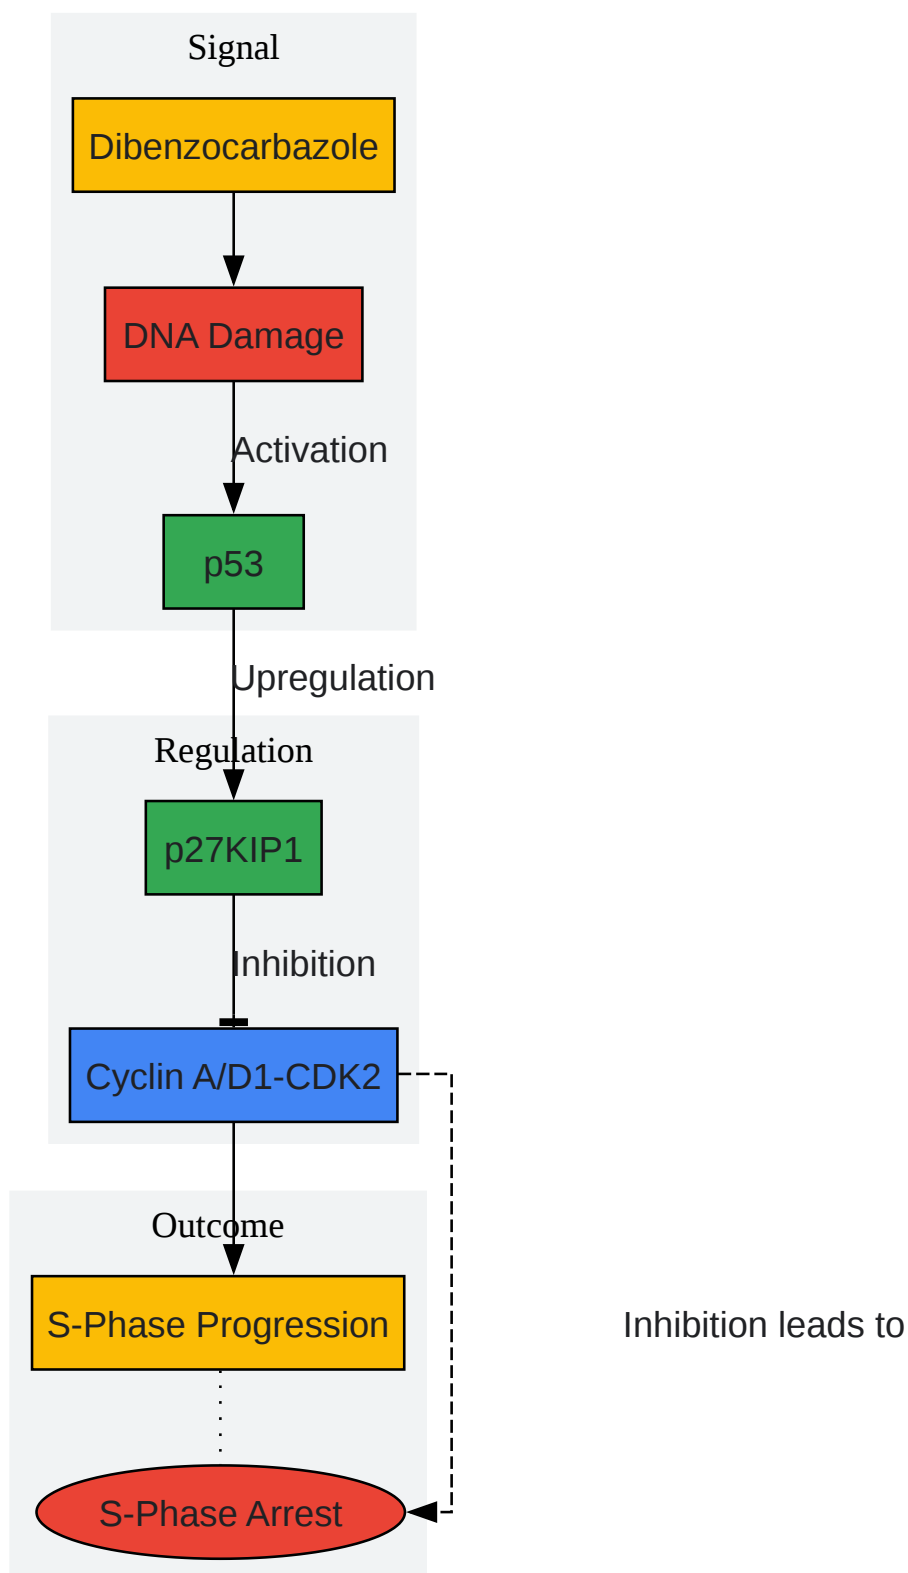 Signal
Dibenzocarbazole
DNA Damage
Activation
p53
Upregulation
Regulation
p27KIP1
Inhibition
Cyclin A/D1-CDK2
Outcome
S-Phase Progression
Inhibition leads to
S-Phase Arrest